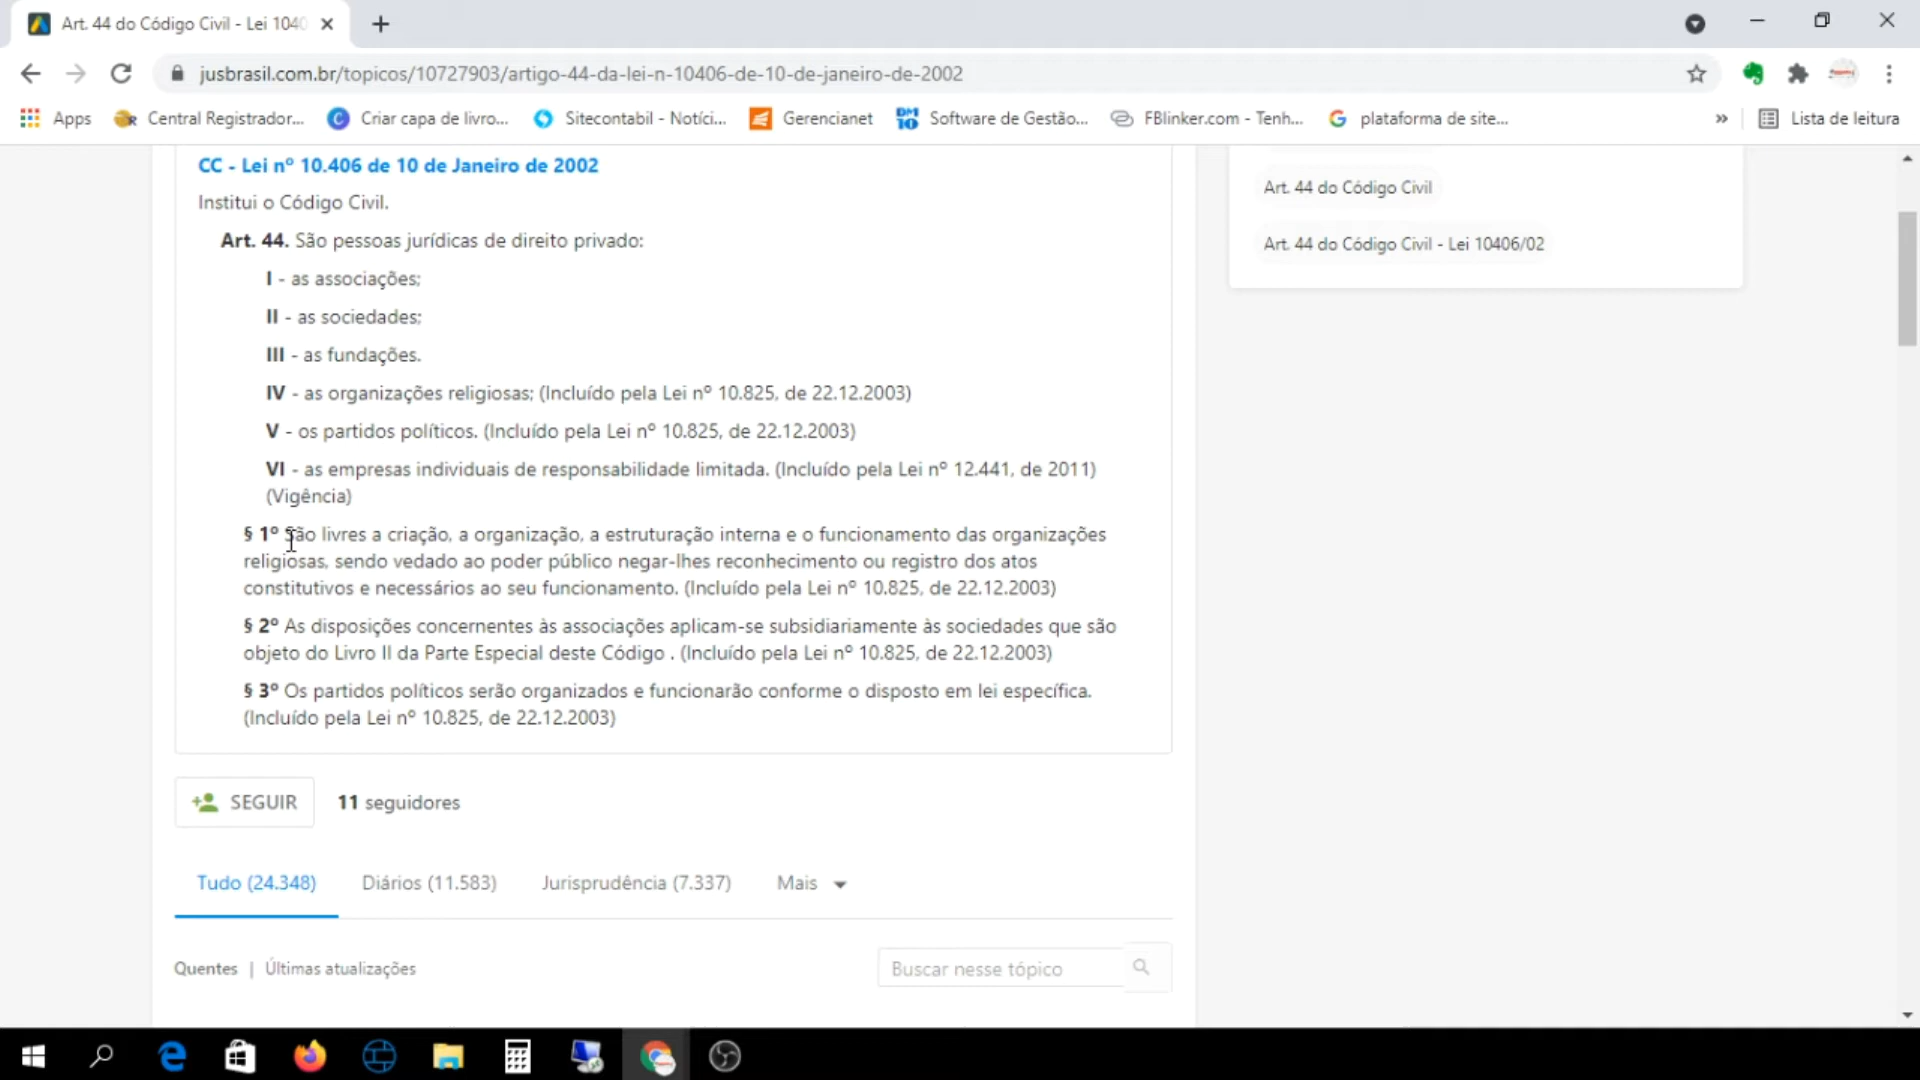 Art. 44 do Código Civil - Lei 1040
jusbrasil.com.br/topicos/10727903/artigo-44-da-lei-n-10406-de-10-de-janeiro-de-2002
Apps Central Registrador... Criar capa de livro... Sitecontabil - Notíci... Gerencianet Software de Gestão... FBlinker.com - Tenh... plataforma de site... » Lista de leitura
CC - Lei nº 10.406 de 10 de Janeiro de 2002
Institui o Código Civil.
Art. 44. São pessoas jurídicas de direito privado:
I - as associações;
II - as sociedades;
III - as fundações.
IV - as organizações religiosas; (Incluído pela Lei nº 10.825, de 22.12.2003)
V - os partidos políticos. (Incluído pela Lei nº 10.825, de 22.12.2003)
VI - as empresas individuais de responsabilidade limitada. (Incluído pela Lei nº 12.441, de 2011)
(Vigência)
§ 1º São livres a criação, a organização, a estruturação interna e o funcionamento das organizações
religiosas, sendo vedado ao poder público negar-lhes reconhecimento ou registro dos atos
constitutivos e necessários ao seu funcionamento. (Incluído pela Lei nº 10.825, de 22.12.2003)
§ 2º As disposições concernentes às associações aplicam-se subsidiariamente às sociedades que são
objeto do Livro II da Parte Especial deste Código . (Incluído pela Lei nº 10.825, de 22.12.2003)
§ 3º Os partidos políticos serão organizados e funcionarão conforme o disposto em lei específica.
(Incluído pela Lei nº 10.825, de 22.12.2003)
SEGUIR 11 seguidores
Tudo (24.348) Diários (11.583) Jurisprudência (7.337) Mais
Quentes | Últimas atualizações Buscar nesse tópico
Art. 44 do Código Civil
Art. 44 do Código Civil - Lei 10406/02